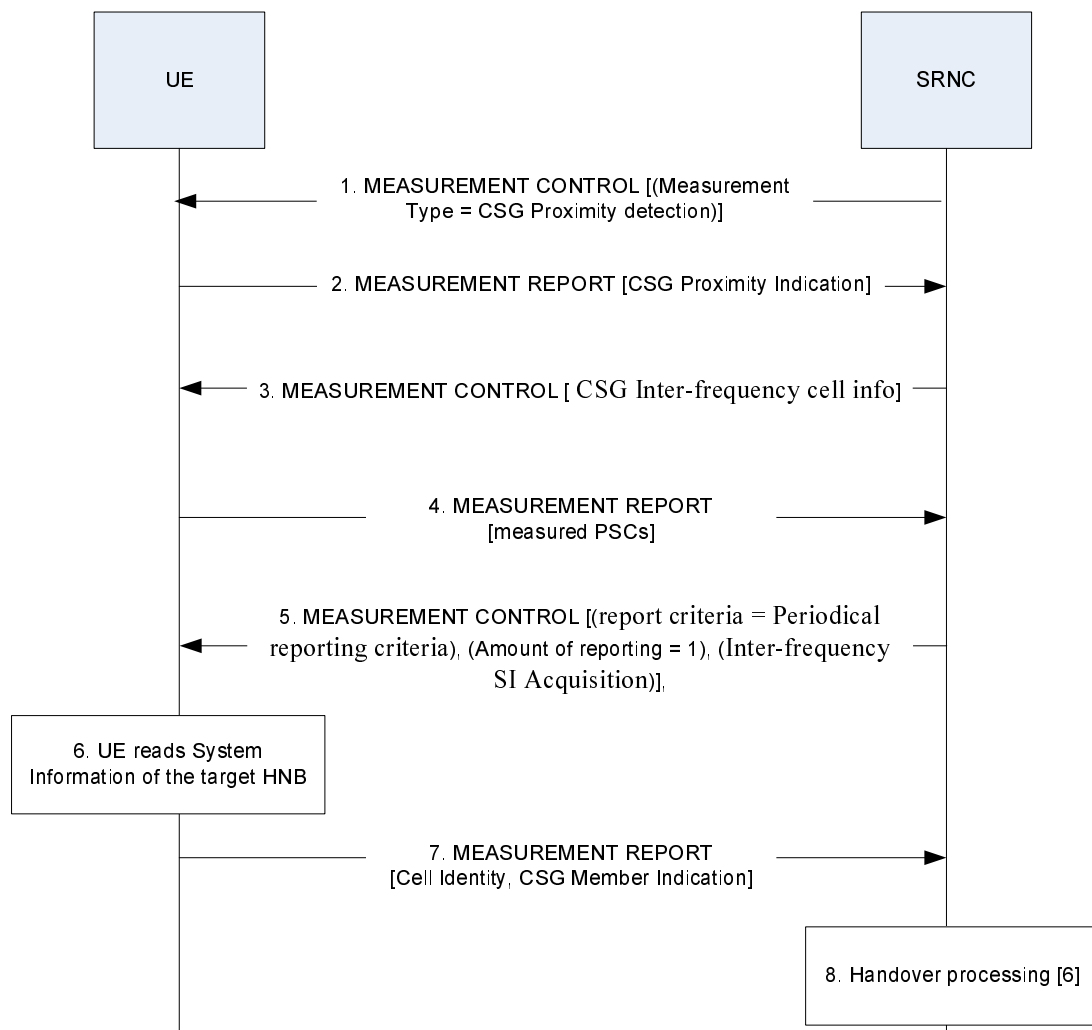 UE
SRNC
1. MEASUREMENT CONTROL [(Measurement
Type = CSG Proximity detection)]
2. MEASUREMENT REPORT [CSG Proximity Indication]
3. MEASUREMENT CONTROL [ CSG Inter-frequency cell info]
4. MEASUREMENT REPORT
[measured PSCs]
5. MEASUREMENT CONTROL [(report criteria = Periodical
reporting criteria), (Amount of reporting = 1), (Inter-frequency
SI Acquisition)],
6. UE reads System
Information of the target HNB
7. MEASUREMENT REPORT
[Cell Identity, CSG Member Indication]
8. Handover processing [6]